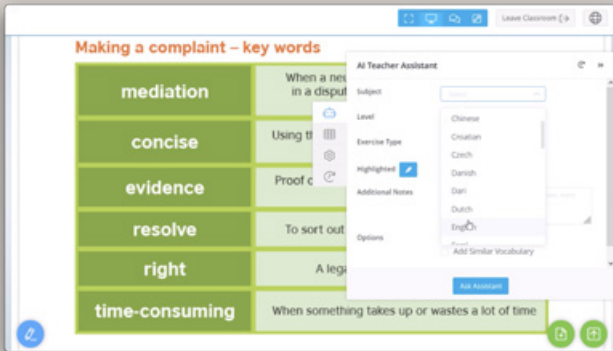 Leave Classroom
Making a complaint – key words
mediation
When a neu
in a disput
concise
Using th
evidence
Proof o
resolve
To sort out
right
A lega
time-consuming
When something takes up or wastes a lot of time
AI Teacher Assistant
Subject
Level
Exercise Type
Highlighted
Additional Notes
Options
Chinese
Croatian
Czech
Danish
Dari
Dutch
English
Add Similar Vocabulary
Ask Assistant